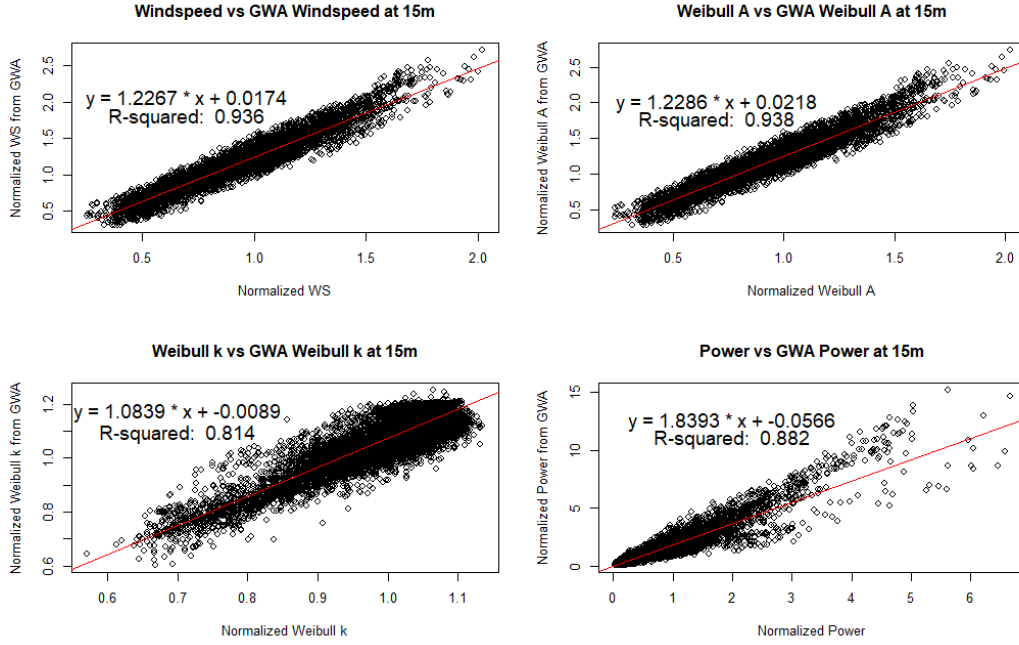 Windspeed vs GWA Windspeed at 15m
Normalized WS from GWA
2.5
2.0
1.5
1.0
0.5
y = 1.2267 * x + 0.0174
R-squared: 0.936
0.5 1.0 1.5 2.0
Normalized WS
Weibull A vs GWA Weibull A at 15m
Normalized Weibull A from GWA
2.5
2.0
1.5
1.0
0.5
y = 1.2286 * x + 0.0218
R-squared: 0.938
0.5 1.0 1.5 2.0
Normalized Weibull A
Weibull k vs GWA Weibull k at 15m
Normalized Weibull k from GWA
1.2
1.0
0.8
0.6
y = 1.0839 * x + -0.0089
R-squared: 0.814
0.6 0.7 0.8 0.9 1.0 1.1
Normalized Weibull k
Power vs GWA Power at 15m
Normalized Power from GWA
15
10
5
0
y = 1.8393 * x + -0.0566
R-squared: 0.882
0 1 2 3 4 5 6
Normalized Power